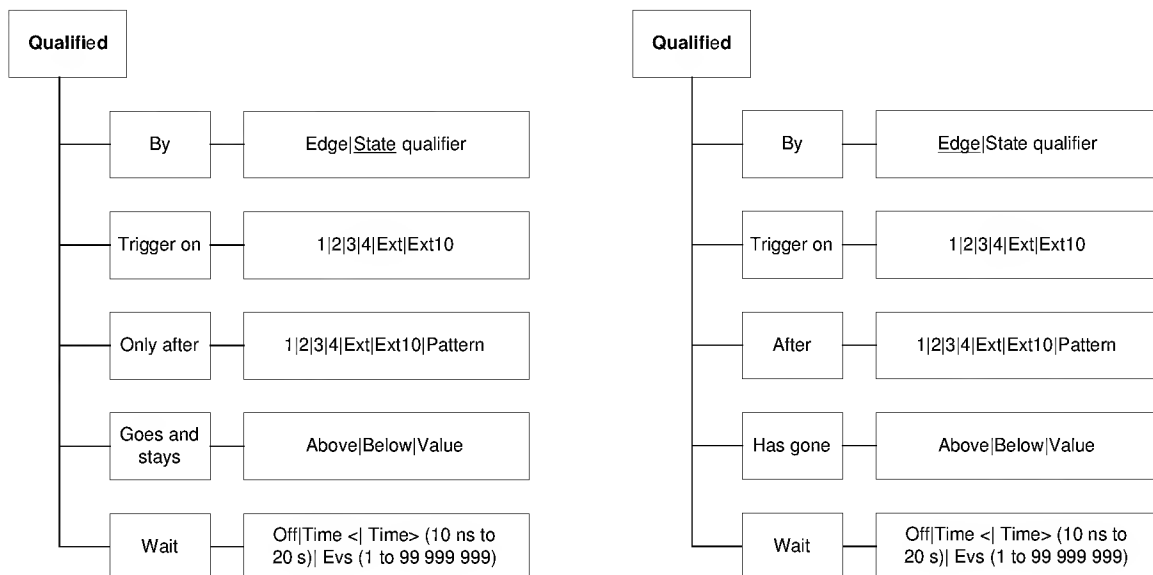 Qualified
By
Edge|State qualifier
Trigger on
1|2|3|4|Ext|Ext10
Only after
1|2|3|4|Ext|Ext10|Pattern
Goes and
stays
Above|Below|Value
Wait
Off|Time <| Time> (10 ns to
20 s)| Evs (1 to 99 999 999)
Qualified
By
Edge|State qualifier
Trigger on
1|2|3|4|Ext|Ext10
After
1|2|3|4|Ext|Ext10|Pattern
Has gone
Above|Below|Value
Wait
Off|Time <| Time> (10 ns to
20 s)| Evs (1 to 99 999 999)